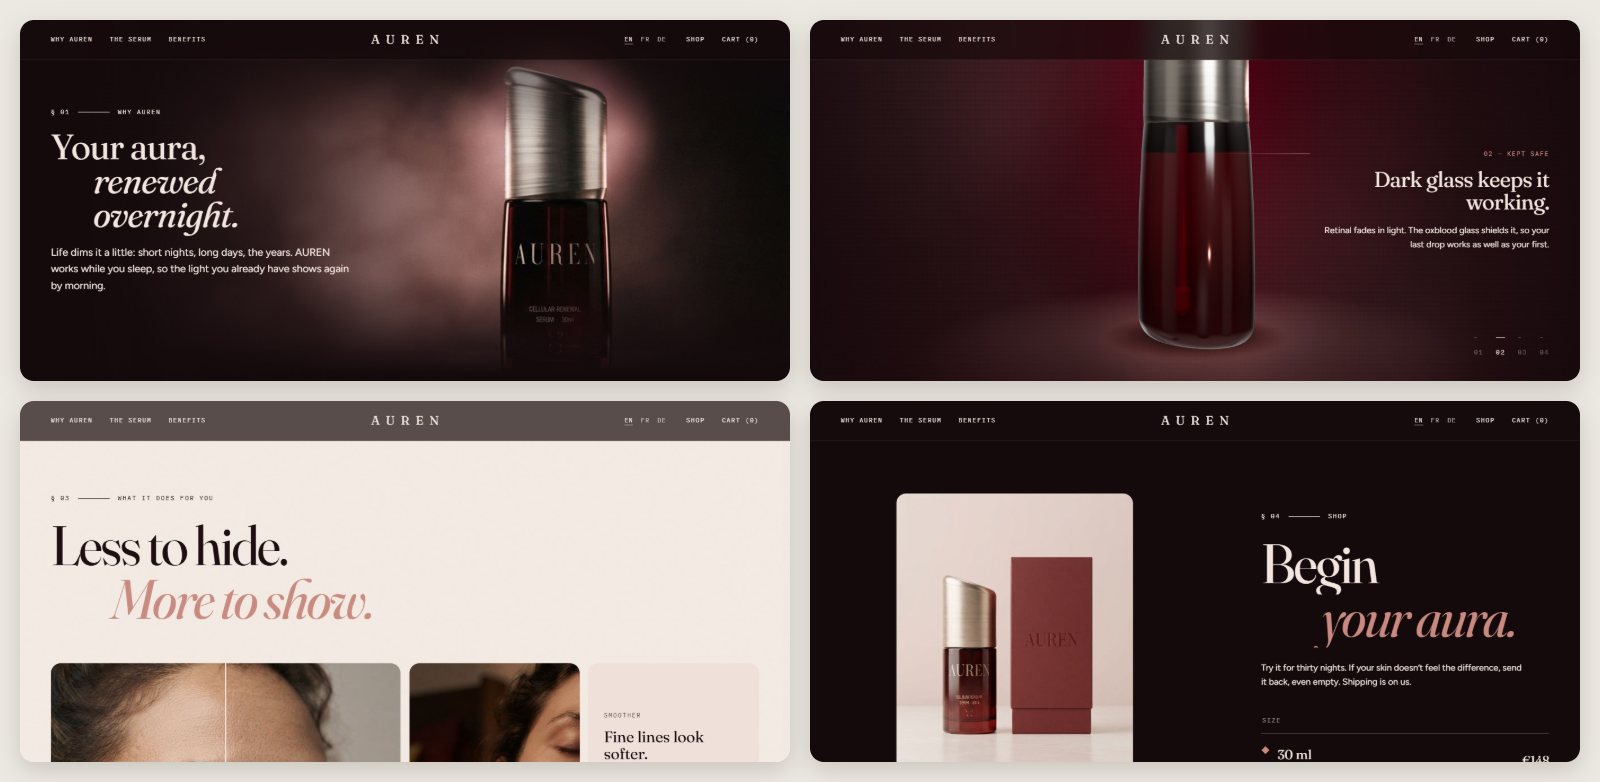 WHY AUREN THE SERUM BENEFITS AUREN EN FR DE SHOP CART (0)
§ 01 WHY AUREN
Your aura,
renewed
overnight.
Life dims it a little: short nights, long days, the years. AUREN
works while you sleep, so the light you already have shows again
by morning.
AUREN
CELLULAR RENEWAL
SERUM · 30ml
WHY AUREN THE SERUM BENEFITS AUREN EN FR DE SHOP CART (0)
02 — KEPT SAFE
Dark glass keeps it
working.
Retinal fades in light. The oxblood glass shields it, so your
last drop works as well as your first.
01 02 03 04
WHY AUREN THE SERUM BENEFITS AUREN EN FR DE SHOP CART (0)
§ 03 WHAT IT DOES FOR YOU
Less to hide.
More to show.
SMOOTHER
Fine lines look
softer.
WHY AUREN THE SERUM BENEFITS AUREN EN FR DE SHOP CART (0)
AUREN
AUREN
§ 04 SHOP
Begin
your aura.
Try it for thirty nights. If your skin doesn't feel the difference, send
it back, even empty. Shipping is on us.
SIZE
30 ml €148